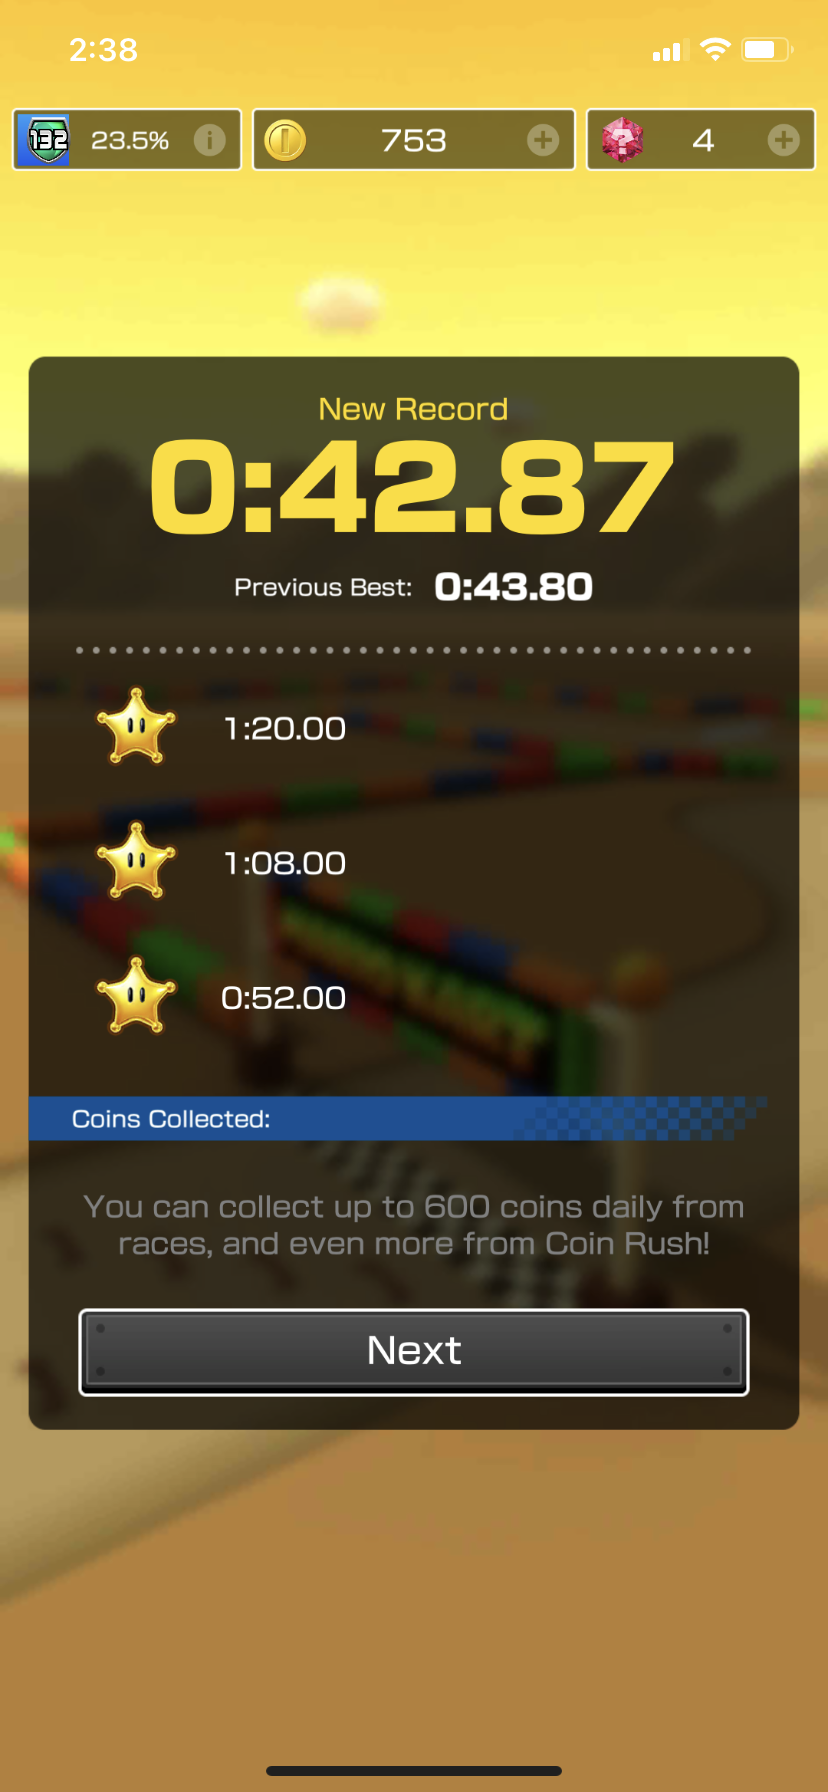 2:38
132 23.5% i 753 + ? 4 +
New Record
0:42.87
Previous Best: 0:43.80
1:20.00
1:08.00
0:52.00
Coins Collected:
You can collect up to 600 coins daily from
races, and even more from Coin Rush!
Next